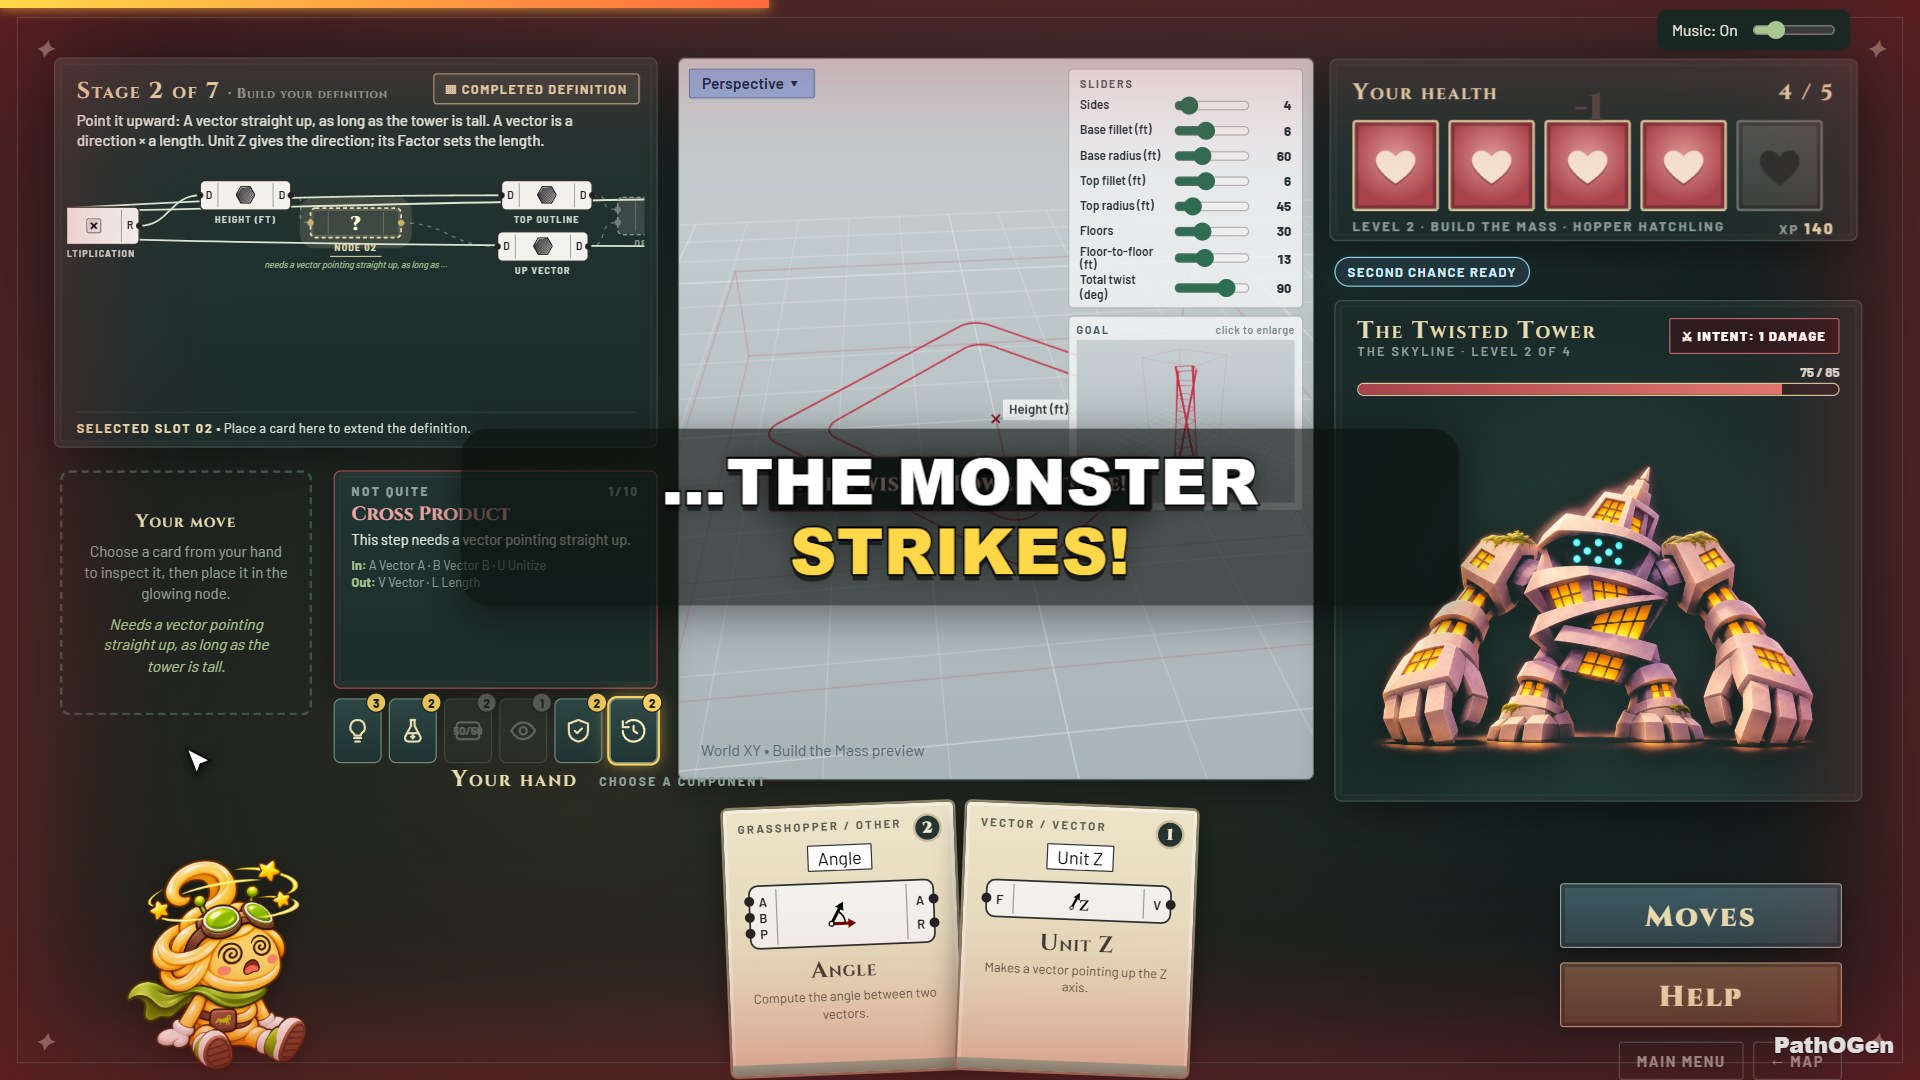 Music: On
STAGE 2 OF 7 · BUILD YOUR DEFINITION
COMPLETED DEFINITION
Point it upward: A vector straight up, as long as the tower is tall. A vector is a
direction × a length. Unit Z gives the direction; its Factor sets the length.
R
LTIPLICATION
D D
HEIGHT (FT)
?
NODE 02
needs a vector pointing straight up, as long as ...
D D
TOP OUTLINE
D D
UP VECTOR
SELECTED SLOT 02 • Place a card here to extend the definition.
Perspective ▼
SLIDERS
Sides 4
Base fillet (ft) 6
Base radius (ft) 60
Top fillet (ft) 6
Top radius (ft) 45
Floors 30
Floor-to-floor (ft) 13
Total twist (deg) 90
GOAL click to enlarge
Height (ft)
World XY • Build the Mass preview
YOUR HEALTH 4 / 5
-1
LEVEL 2 · BUILD THE MASS · HOPPER HATCHLING XP 140
SECOND CHANCE READY
THE TWISTED TOWER
THE SKYLINE · LEVEL 2 OF 4
INTENT: 1 DAMAGE
75 / 85
...THE MONSTER
STRIKES!
YOUR MOVE
Choose a card from your hand
to inspect it, then place it in the
glowing node.
Needs a vector pointing
straight up, as long as the
tower is tall.
NOT QUITE 1/10
CROSS PRODUCT
This step needs a vector pointing straight up.
In: A Vector A · B Vector B · U Unitize
Out: V Vector · L Length
3 2 2 1 2 2
50/50
YOUR HAND CHOOSE A COMPONENT
GRASSHOPPER / OTHER 2
Angle
A
B
P
A
R
ANGLE
Compute the angle between two
vectors.
VECTOR / VECTOR 1
Unit Z
F Z V
UNIT Z
Makes a vector pointing up the Z
axis.
MOVES
HELP
MAIN MENU
← MAP
PathOGen